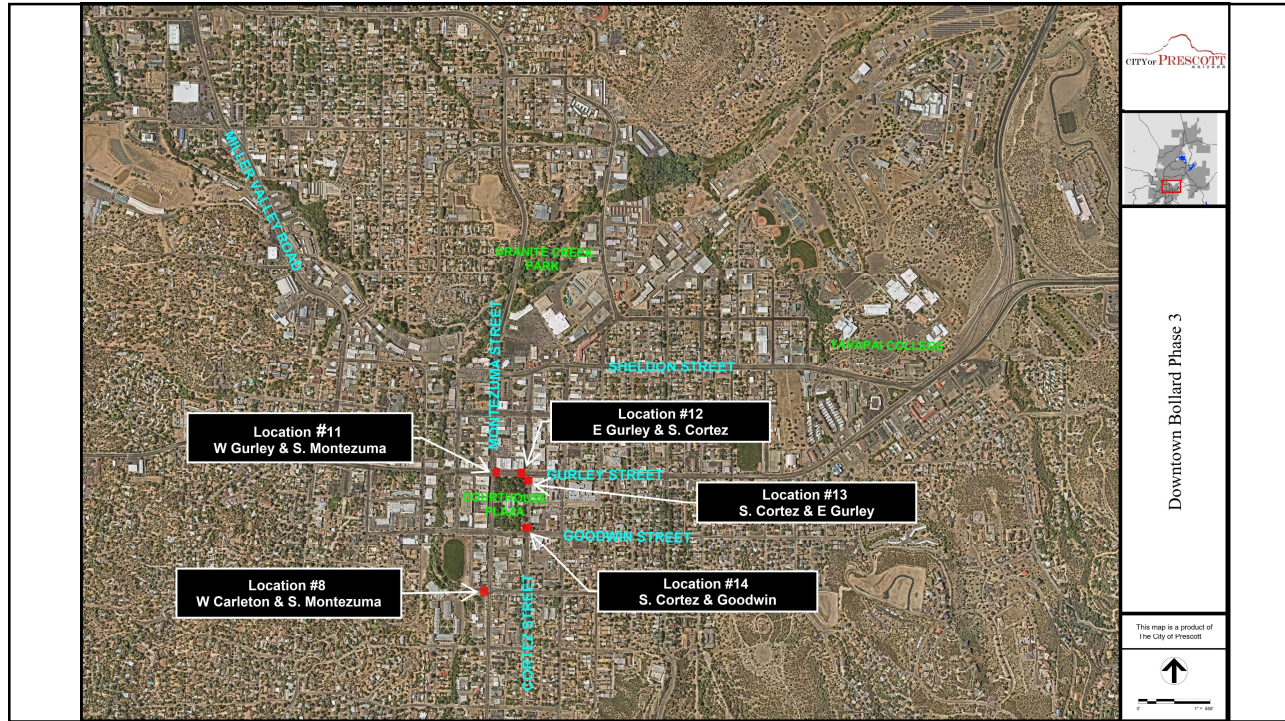 CITY OF PRESCOTT
ARIZONA
MILLER VALLEY ROAD
GRANITE CREEK
PARK
MONTEZUMA STREET
YAVAPAI COLLEGE
SHELDON STREET
Location #12
E Gurley & S. Cortez
Location #11
W Gurley & S. Montezuma
GURLEY STREET
Location #13
S. Cortez & E Gurley
COURTHOUSE
PLAZA
GOODWIN STREET
Location #8
W Carleton & S. Montezuma
Location #14
S. Cortez & Goodwin
CORTEZ STREET
Downtown Bollard Phase 3
This map is a product of
The City of Prescott
0'